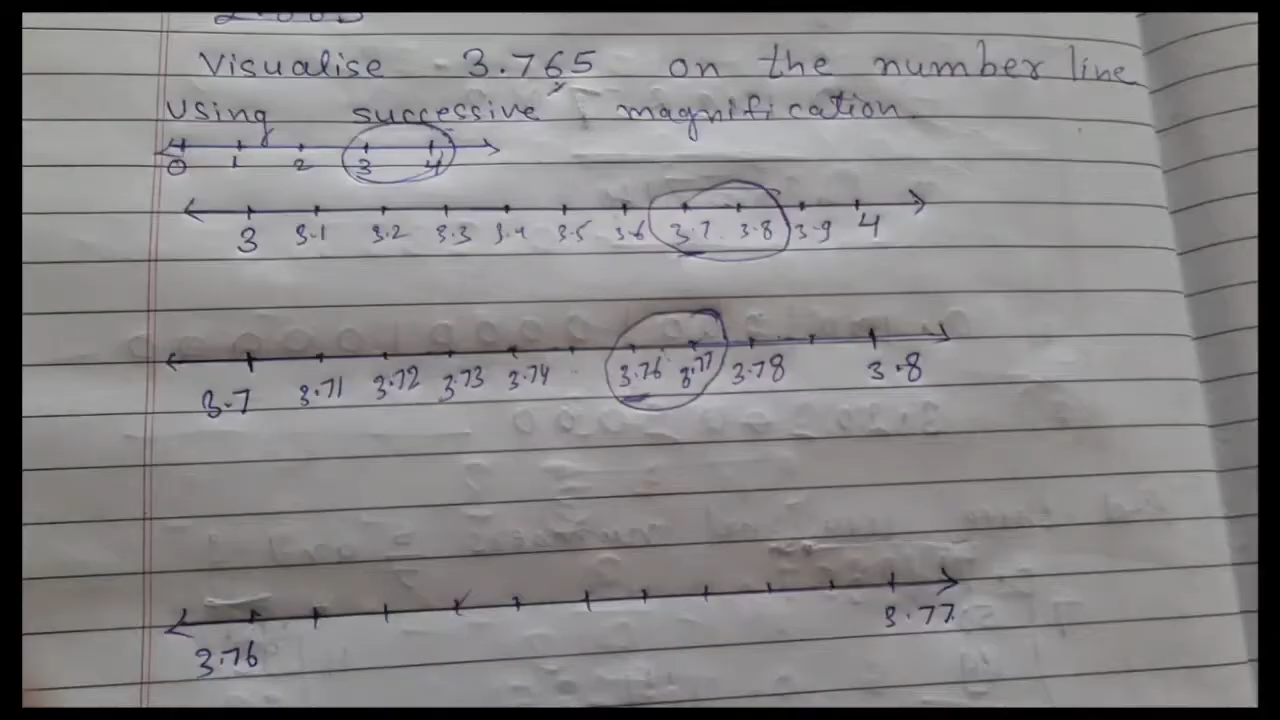 Visualise 3.765 on the number line
using successive magnification.
0 1 2 3 4
3 3.1 3.2 3.3 3.4 3.5 3.6 3.7 3.8 3.9 4
3.7 3.71 3.72 3.73 3.74 3.76 3.77 3.78 3.8
3.76 3.77